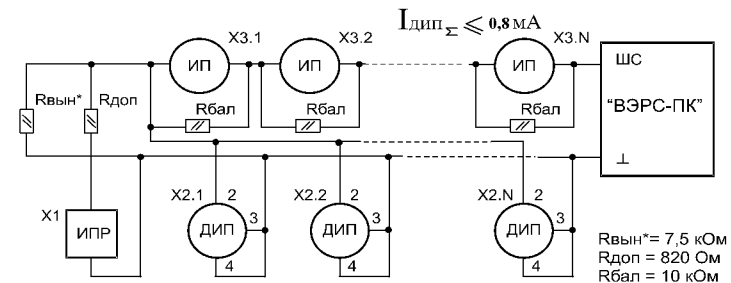 IДИП Σ ⩽ 0,8 мА
X3.1
X3.2
X3.N
ИП
ИП
ИП
ШС
Rвын*
Rдоп
Rбал
Rбал
Rбал
"ВЭРС-ПК"
⊥
X1
ИПР
X2.1
2
X2.2
2
X2.N
2
ДИП
3
ДИП
3
ДИП
3
4
4
4
Rвын*= 7,5 кОм
Rдоп = 820 Ом
Rбал = 10 кОм